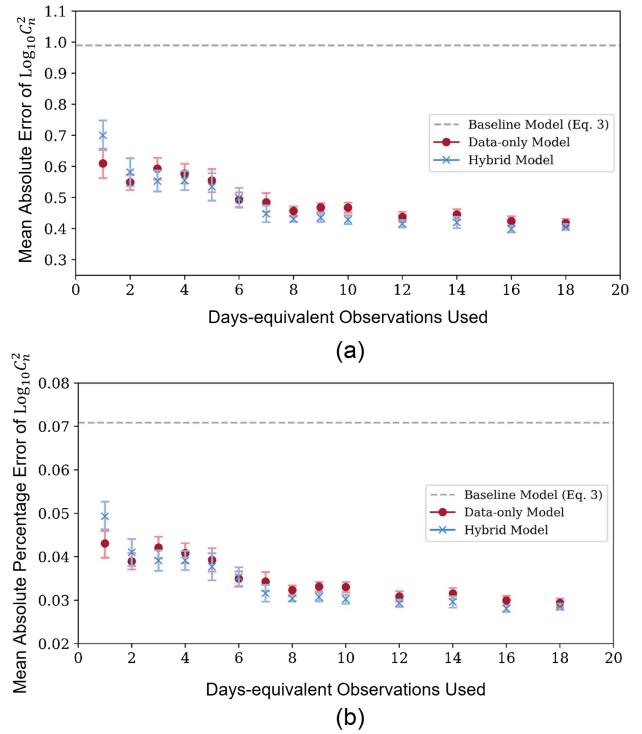 1.1
1.0
0.9
0.8
0.7
0.6
0.5
0.4
0.3
Mean Absolute Error of Log₁₀C²ₙ
Baseline Model (Eq. 3)
Data-only Model
Hybrid Model
0 2 4 6 8 10 12 14 16 18 20
Days-equivalent Observations Used
(a)
0.08
0.07
0.06
0.05
0.04
0.03
0.02
Mean Absolute Percentage Error of Log₁₀C²ₙ
Baseline Model (Eq. 3)
Data-only Model
Hybrid Model
0 2 4 6 8 10 12 14 16 18 20
Days-equivalent Observations Used
(b)